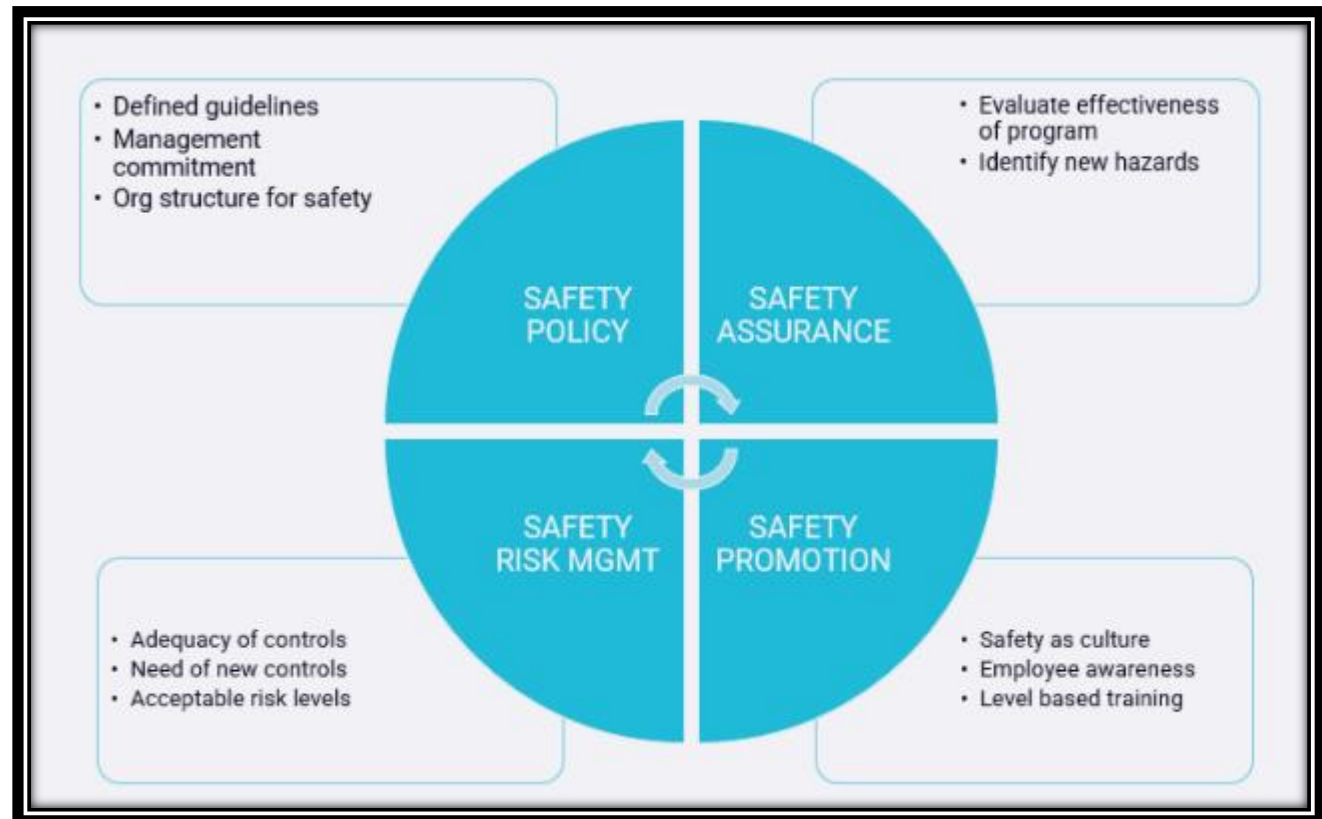 • Defined guidelines
• Management
commitment
• Org structure for safety
• Evaluate effectiveness
of program
• Identify new hazards
SAFETY
POLICY
SAFETY
ASSURANCE
SAFETY
RISK MGMT
SAFETY
PROMOTION
• Adequacy of controls
• Need of new controls
• Acceptable risk levels
• Safety as culture
• Employee awareness
• Level based training